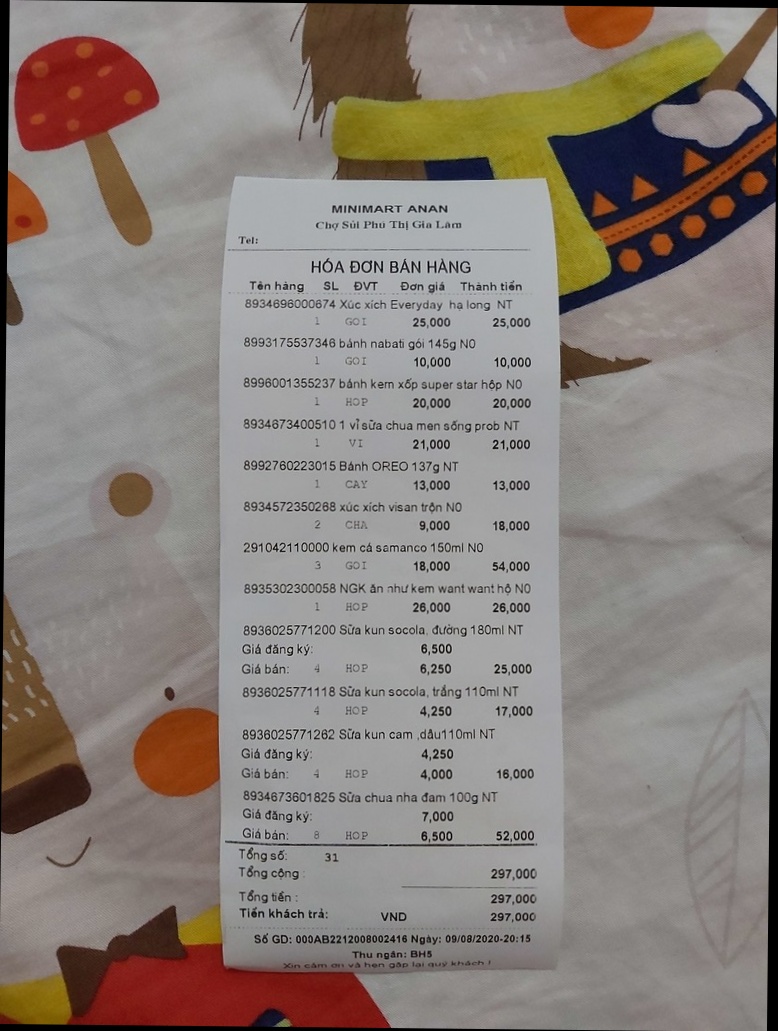 MINIMART ANAN
Chợ Sủi Phú Thị Gia Lâm
Tel:
HÓA ĐƠN BÁN HÀNG
Tên hàng SL ĐVT Đơn giá Thành tiền
8934696000674 Xúc xích Everyday hạ long NT
1 GOI 25,000 25,000
8993175537346 bánh nabati gói 145g N0
1 GOI 10,000 10,000
8996001355237 bánh kem xốp super star hộp N0
1 HOP 20,000 20,000
8934673400510 1 vỉ sữa chua men sống prob NT
1 VI 21,000 21,000
8992760223015 Bánh OREO 137g NT
1 CAY 13,000 13,000
8934572350268 xúc xích visan trộn N0
2 CHA 9,000 18,000
291042110000 kem cá samanco 150ml N0
3 GOI 18,000 54,000
8935302300058 NGK ăn như kem want want hộ N0
1 HOP 26,000 26,000
8936025771200 Sữa kun socola, đường 180ml NT
Giá đăng ký: 6,500
Giá bán: 4 HOP 6,250 25,000
8936025771118 Sữa kun socola, trắng 110ml NT
4 HOP 4,250 17,000
8936025771262 Sữa kun cam ,dâu110ml NT
Giá đăng ký: 4,250
Giá bán: 4 HOP 4,000 16,000
8934673601825 Sữa chua nha đam 100g NT
Giá đăng ký: 7,000
Giá bán: 8 HOP 6,500 52,000
Tổng số: 31
Tổng cộng : 297,000
Tổng tiền : 297,000
Tiền khách trả: VND 297,000
Số GD: 000AB2212008002416 Ngày: 09/08/2020-20:15
Thu ngân: BH5
Xin cảm ơn và hẹn gặp lại quý khách !